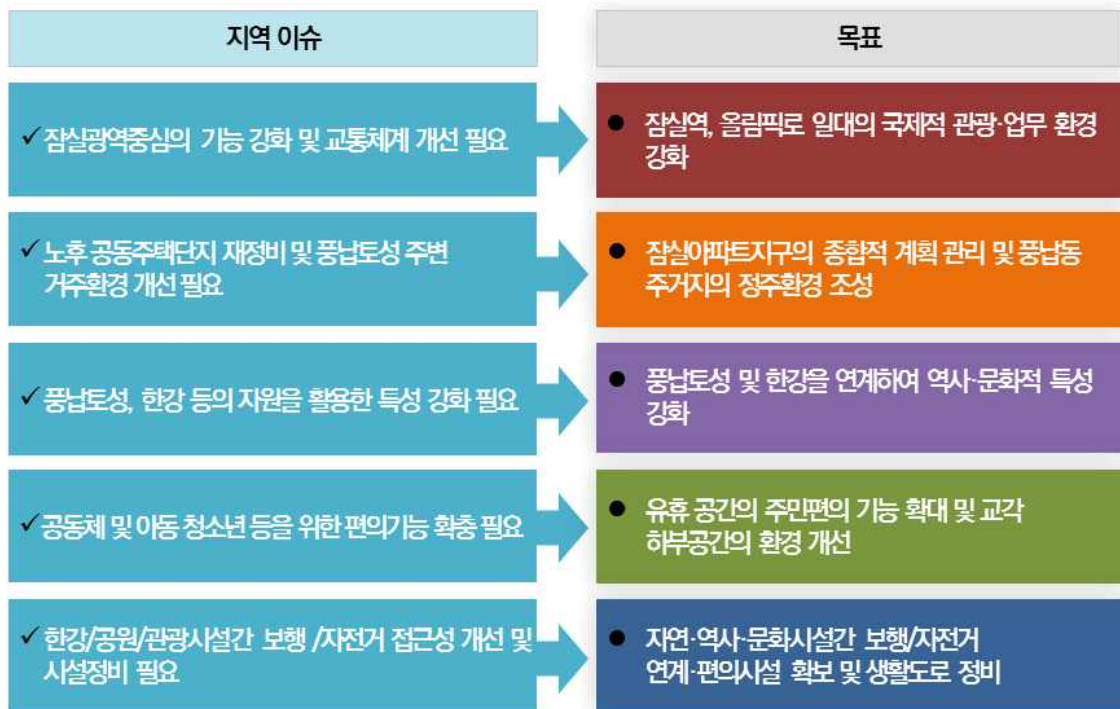 지역 이슈
목표
✓ 잠실광역중심의 기능 강화 및 교통체계 개선 필요
● 잠실역, 올림픽로 일대의 국제적 관광·업무 환경
강화
✓ 노후 공동주택단지 재정비 및 풍납토성 주변
거주환경 개선 필요
● 잠실아파트지구의 종합적 계획 관리 및 풍납동
주거지의 정주환경 조성
✓ 풍납토성, 한강 등의 자원을 활용한 특성 강화 필요
● 풍납토성 및 한강을 연계하여 역사·문화적 특성
강화
✓ 공동체 및 아동 청소년 등을 위한 편의기능 확충 필요
● 유휴 공간의 주민편의 기능 확대 및 교각
하부공간의 환경 개선
✓ 한강/공원/관광시설간 보행 /자전거 접근성 개선 및
시설정비 필요
● 자연·역사·문화시설간 보행/자전거
연계·편의시설 확보 및 생활도로 정비